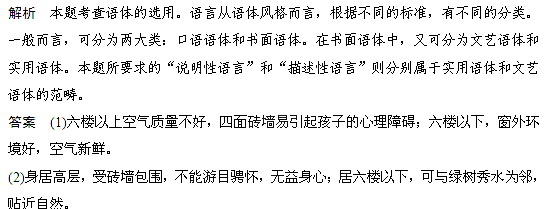 解析　本题考查语体的选用。语言从语体风格而言，根据不同的标准，有不同的分类。
一般而言，可分为两大类：口语语体和书面语体。在书面语体中，又可分为文艺语体和
实用语体。本题所要求的“说明性语言”和“描述性语言”则分别属于实用语体和文艺
语体的范畴。
答案　(1)六楼以上空气质量不好，四面砖墙易引起孩子的心理障碍；六楼以下，窗外环
境好，空气新鲜。
(2)身居高层，受砖墙包围，不能游目骋怀，无益身心；居六楼以下，可与绿树秀水为邻，
贴近自然。